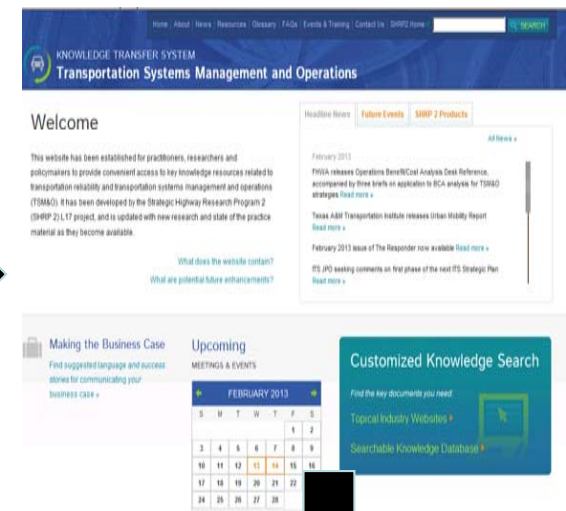 Home | About | News | Resources | Glossary | FAQs | Events & Training | Contact Us | SHRP2 Home
SEARCH
KNOWLEDGE TRANSFER SYSTEM
Transportation Systems Management and Operations
Welcome
This website has been established for practitioners, researchers and
policymakers to provide convenient access to key knowledge resources related to
transportation reliability and transportation systems management and operations
(TSM&O). It has been developed by the Strategic Highway Research Program 2
(SHRP 2) L17 project, and is updated with new research and state of the practice
material as they become available.
What does the website contain?
What are potential future enhancements?
Headline News
Future Events
SHRP 2 Products
All News »
February 2013
FHWA releases Operations Benefit/Cost Analysis Desk Reference,
accompanied by three briefs on application to BCA analysis for TSM&O
strategies Read more »
Texas A&M Transportation Institute releases Urban Mobility Report
Read more »
February 2013 issue of The Responder now available Read more »
ITS JPO seeking comments on first phase of the next ITS Strategic Plan
Read more »
Making the Business Case
Find suggested language and success
stories for communicating your
business case »
Upcoming
MEETINGS & EVENTS
FEBRUARY 2013
S M T W T F S
1 2
3 4 5 6 7 8 9
10 11 12 13 14 15 16
17 18 19 20 21 22
24 25 26 27 28
Customized Knowledge Search
Find the key documents you need
Topical Industry Websites
Searchable Knowledge Database